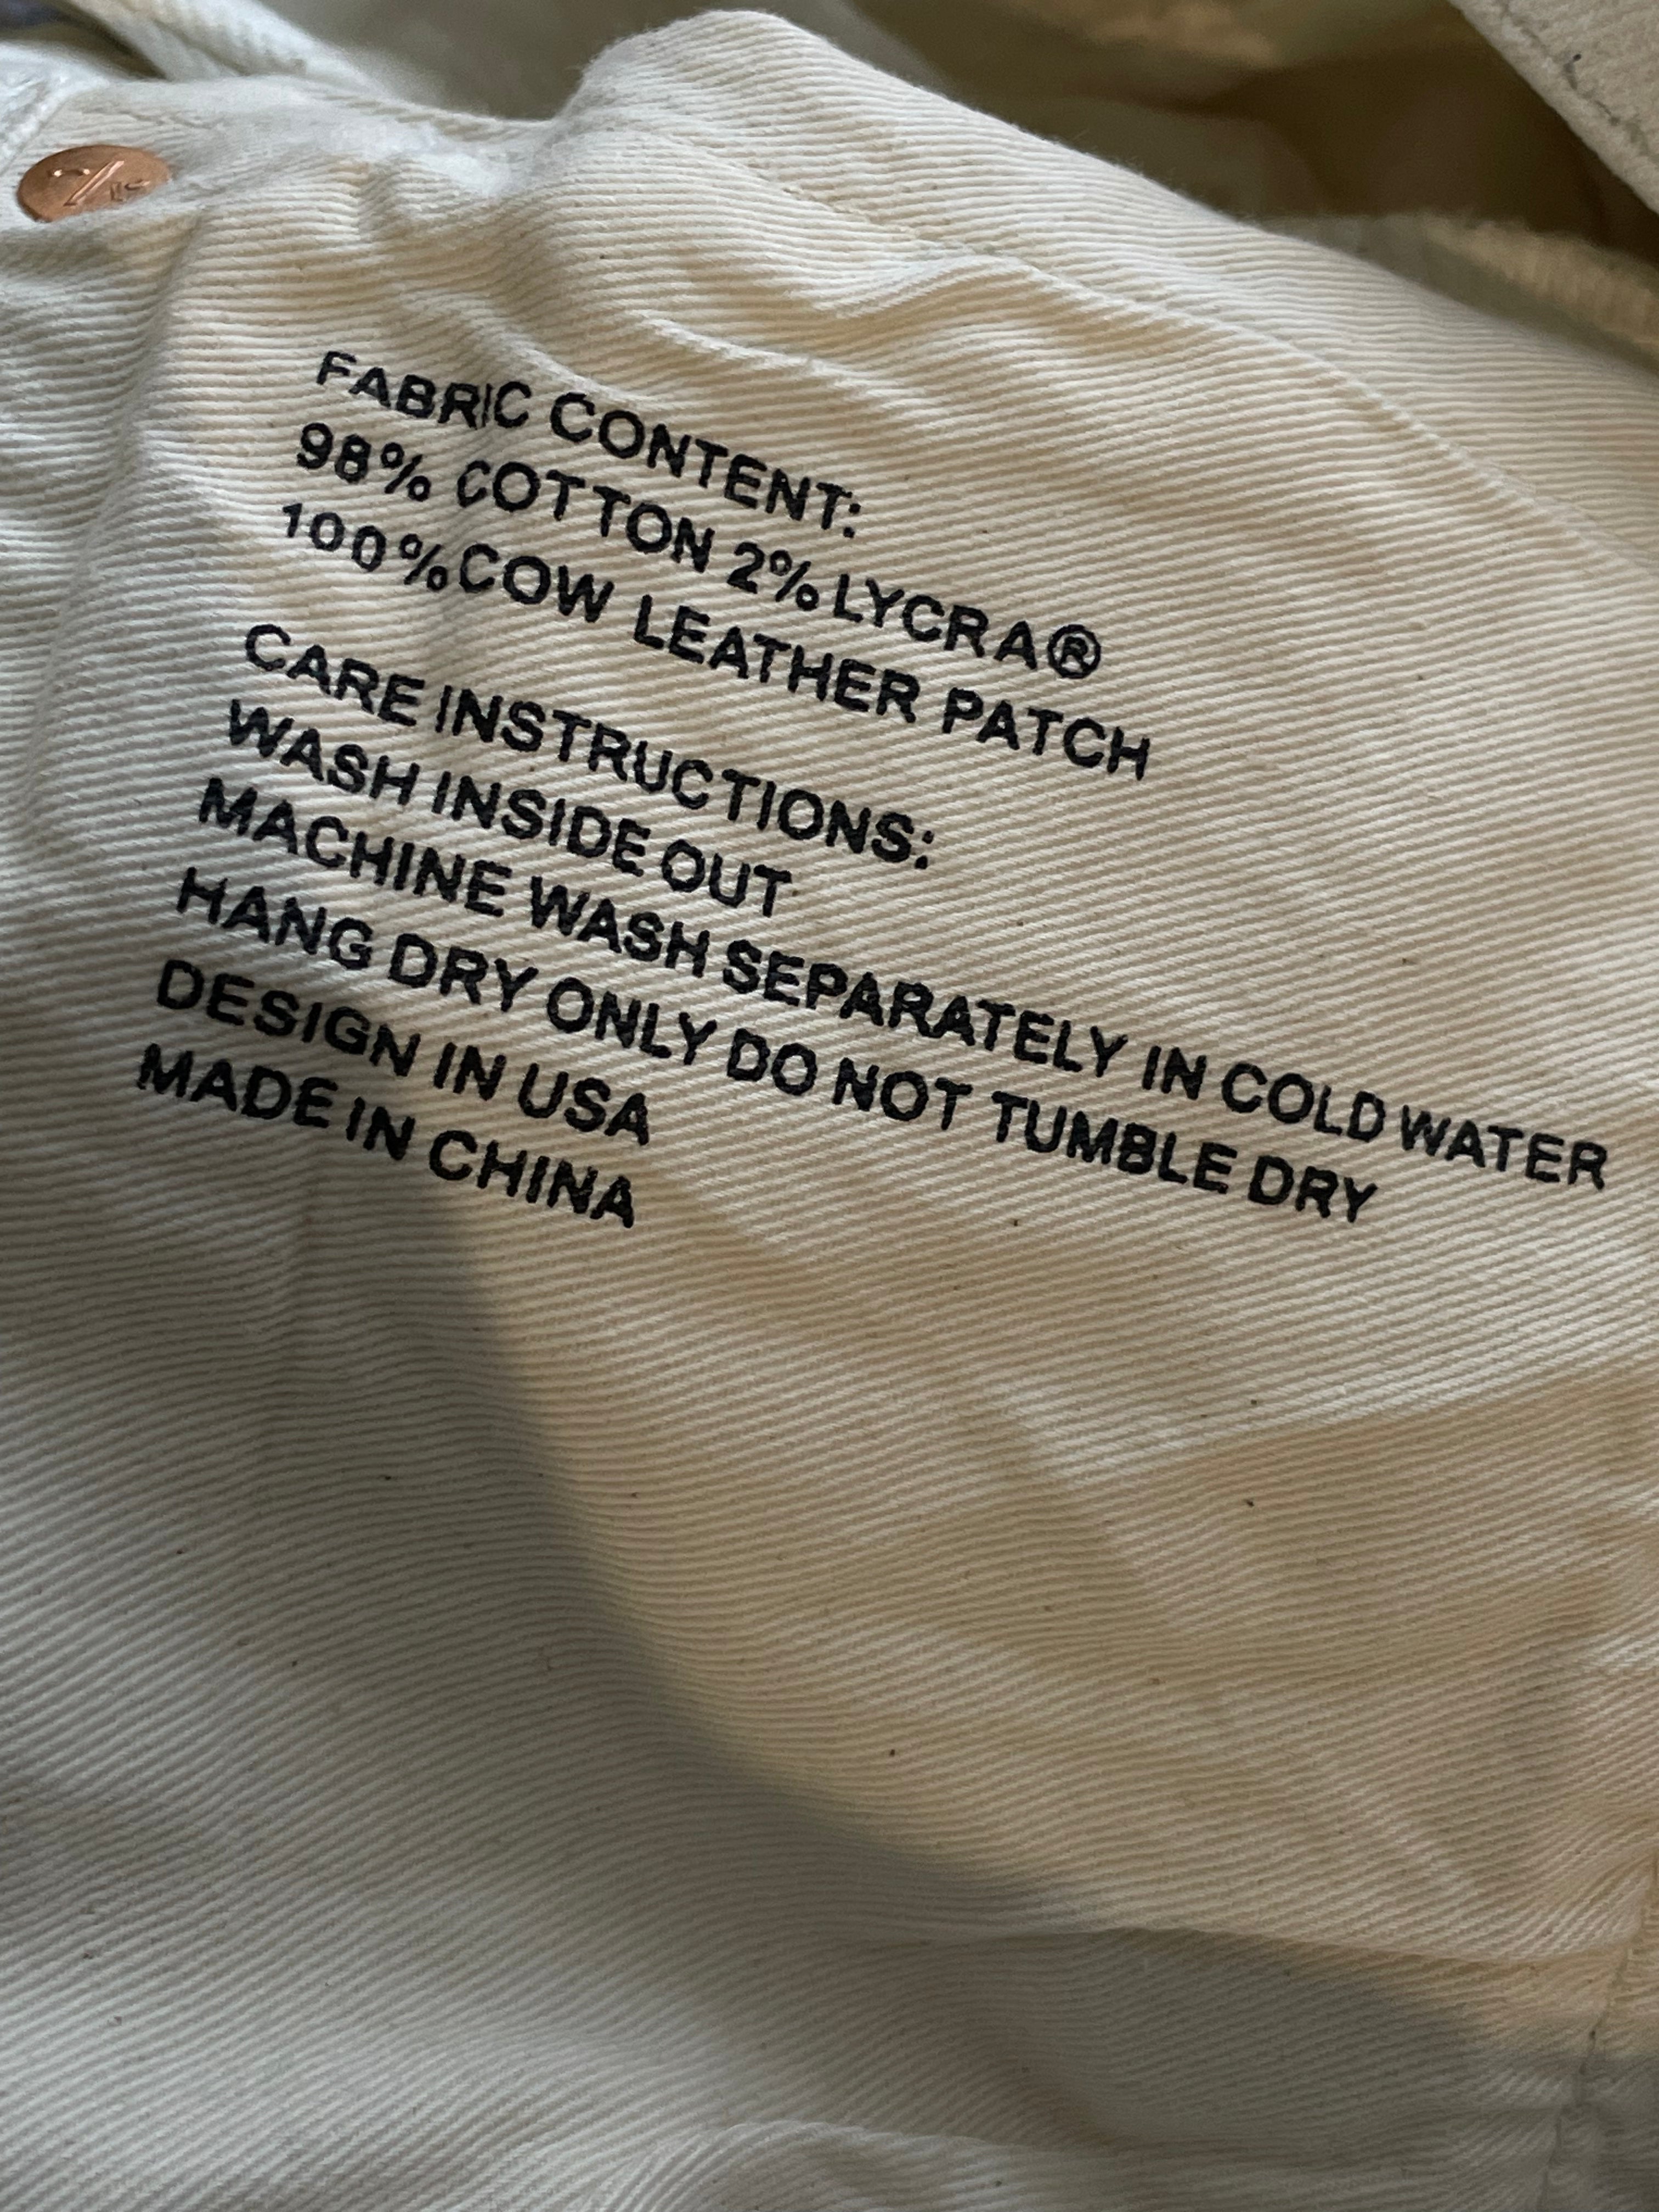 FABRIC CONTENT:
98% COTTON 2% LYCRA®
100% COW LEATHER PATCH
CARE INSTRUCTIONS:
WASH INSIDE OUT
MACHINE WASH SEPARATELY IN COLD WATER
HANG DRY ONLY DO NOT TUMBLE DRY
DESIGN IN USA
MADE IN CHINA